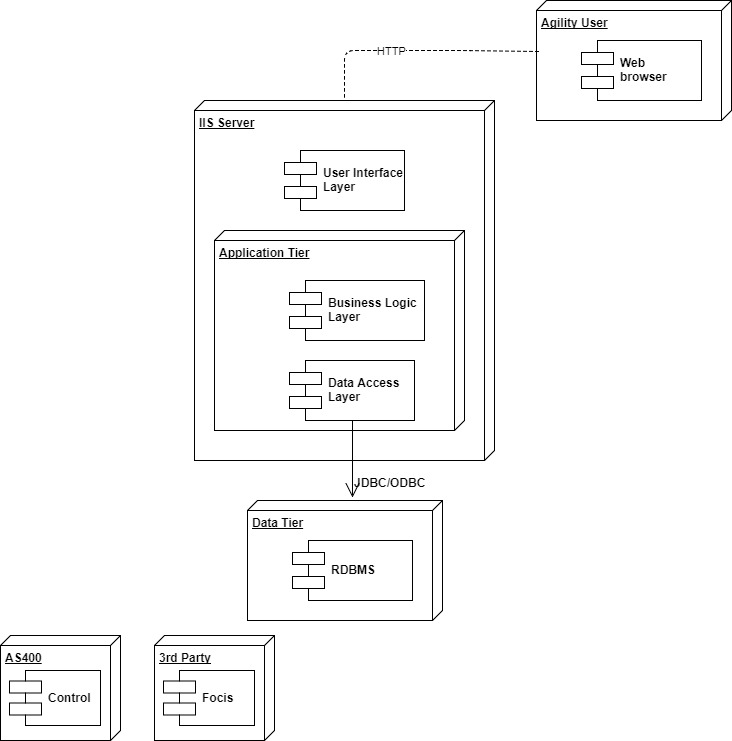 Agility User
Web
browser
HTTP
IIS Server
User Interface
Layer
Application Tier
Business Logic
Layer
Data Access
Layer
JDBC/ODBC
Data Tier
RDBMS
AS400
Control
3rd Party
Focis